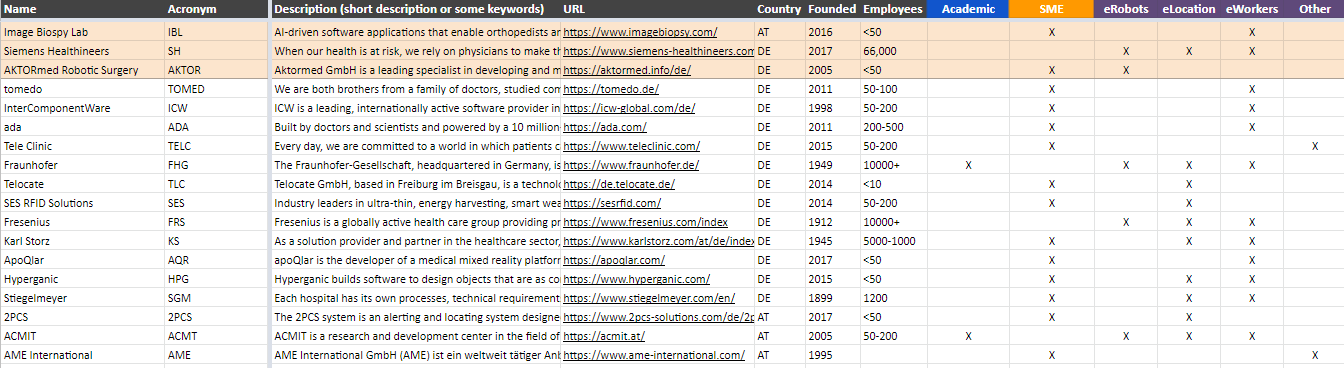 Name Acronym Description (short description or some keywords) URL Country Founded Employees Academic SME eRobots eLocation eWorkers Other
Image Biospy Lab IBL AI-driven software applications that enable orthopedists ar https://www.imagebiopsy.com/ AT 2016 <50 X X
Siemens Healthineers SH When our health is at risk, we rely on physicians to make th https://www.siemens-healthineers.com DE 2017 66,000 X X X
AKTORmed Robotic Surgery AKTOR Aktormed GmbH is a leading specialist in developing and m https://aktormed.info/de/ DE 2005 <50 X X
tomedo TOMED We are both brothers from a family of doctors, studied com https://tomedo.de/ DE 2011 50-100 X X
InterComponentWare ICW ICW is a leading, internationally active software provider in https://icw-global.com/de/ DE 1998 50-200 X X
ada ADA Built by doctors and scientists and powered by a 10 million https://ada.com/ DE 2011 200-500 X X
Tele Clinic TELC Every day, we are committed to a world in which patients c https://www.teleclinic.com/ DE 2015 50-200 X X
Fraunhofer FHG The Fraunhofer-Gesellschaft, headquartered in Germany, is https://www.fraunhofer.de/ DE 1949 10000+ X X X X
Telocate TLC Telocate GmbH, based in Freiburg im Breisgau, is a technol https://de.telocate.de/ DE 2014 <10 X X
SES RFID Solutions SES Industry leaders in ultra-thin, energy harvesting, smart wea https://sesrfid.com/ DE 2014 50-200 X X
Fresenius FRS Fresenius is a globally active health care group providing pr https://www.fresenius.com/index DE 1912 10000+ X X X
Karl Storz KS As a solution provider and partner in the healthcare sector, https://www.karlstorz.com/at/de/index DE 1945 5000-1000 X X X
ApoQlar AQR apoQlar is the developer of a medical mixed reality platform https://apoqlar.com/ DE 2017 <50 X X
Hyperganic HPG Hyperganic builds software to design objects that are as co https://www.hyperganic.com/ DE 2015 <50 X X X
Stiegelmeyer SGM Each hospital has its own processes, technical requirement https://www.stiegelmeyer.com/en/ DE 1899 1200 X X X
2PCS 2PCS The 2PCS system is an alerting and locating system designe https://www.2pcs-solutions.com/de/2p AT 2017 <50 X X
ACMIT ACMT ACMIT is a research and development center in the field of https://acmit.at/ AT 2005 50-200 X X X X
AME International AME AME International GmbH (AME) ist ein weltweit tätiger Anb https://www.ame-international.com/ AT 1995 X X